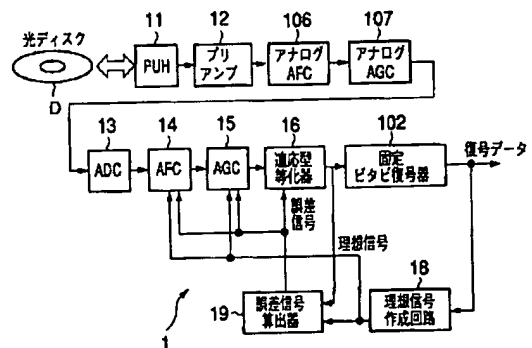 光ディスク
D
11
PUH
12
プリ
アンプ
106
アナログ
AFC
107
アナログ
AGC
13
ADC
14
AFC
15
AGC
16
適応型
等化器
102
固定
ビタビ復号器
復号データ
誤差
信号
理想信号
19
誤差信号
算出器
18
理想信号
作成回路
1